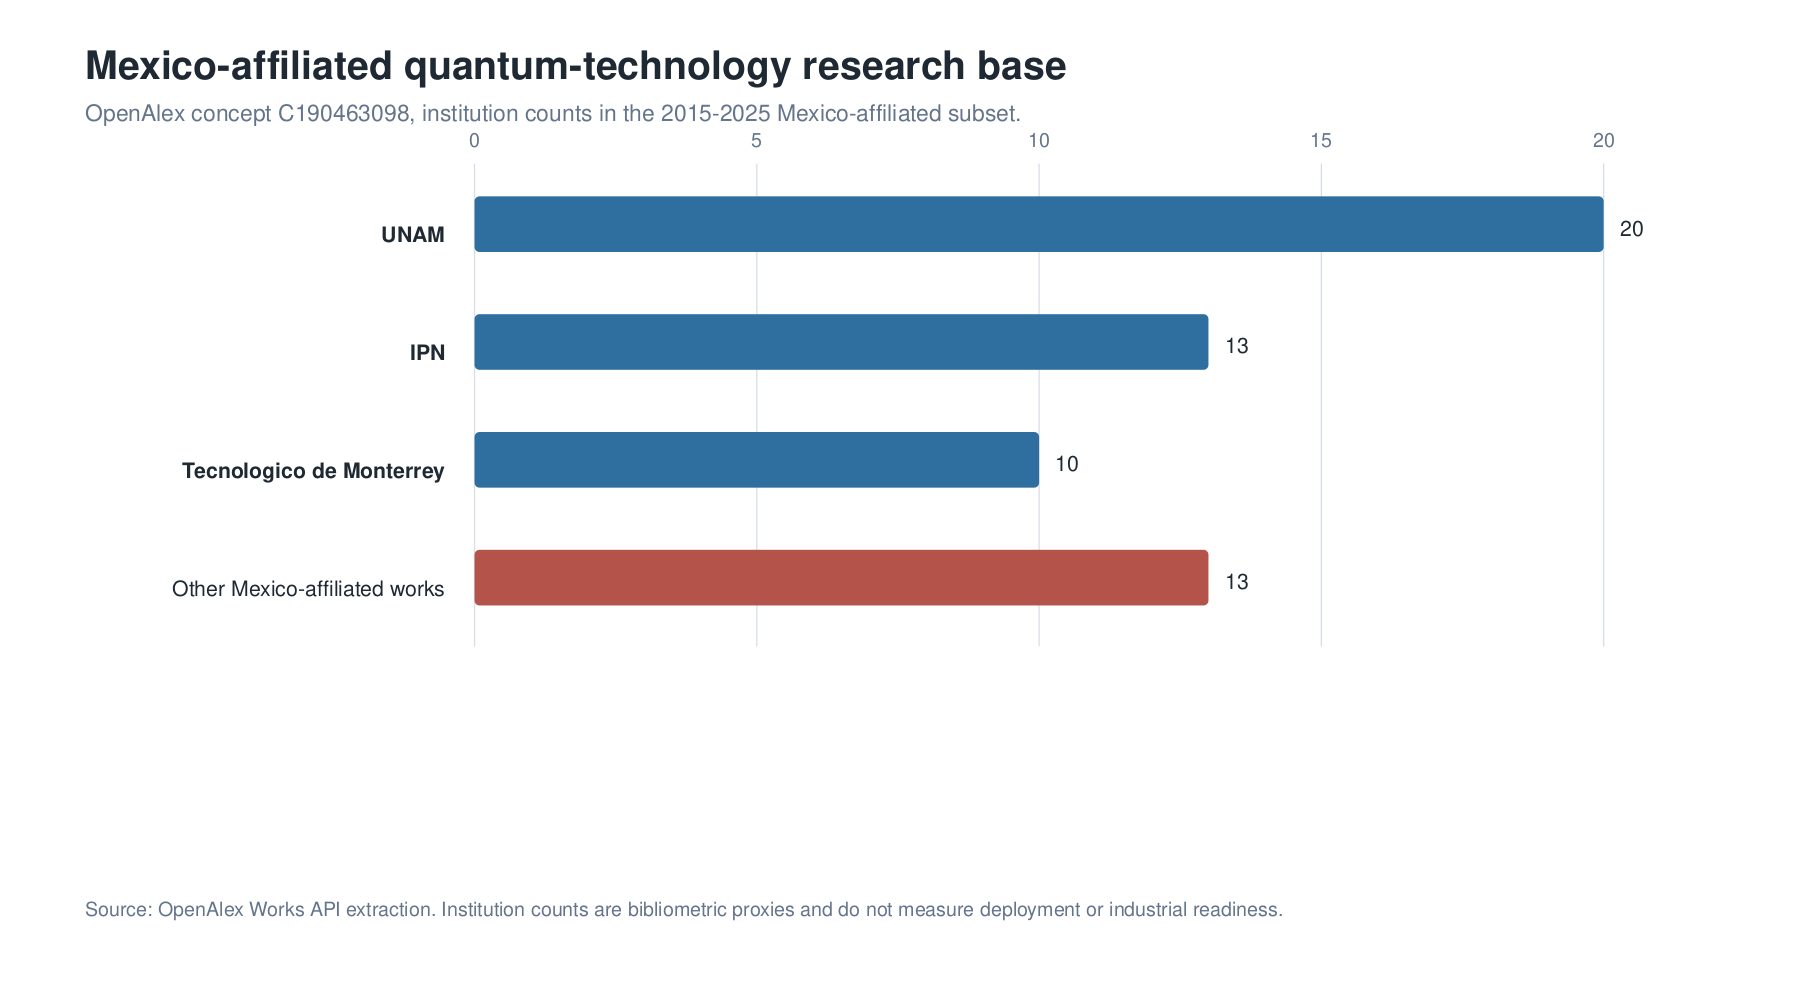 Mexico-affiliated quantum-technology research base
OpenAlex concept C190463098, institution counts in the 2015-2025 Mexico-affiliated subset.
0 5 10 15 20
UNAM 20
IPN 13
Tecnologico de Monterrey 10
Other Mexico-affiliated works 13
Source: OpenAlex Works API extraction. Institution counts are bibliometric proxies and do not measure deployment or industrial readiness.